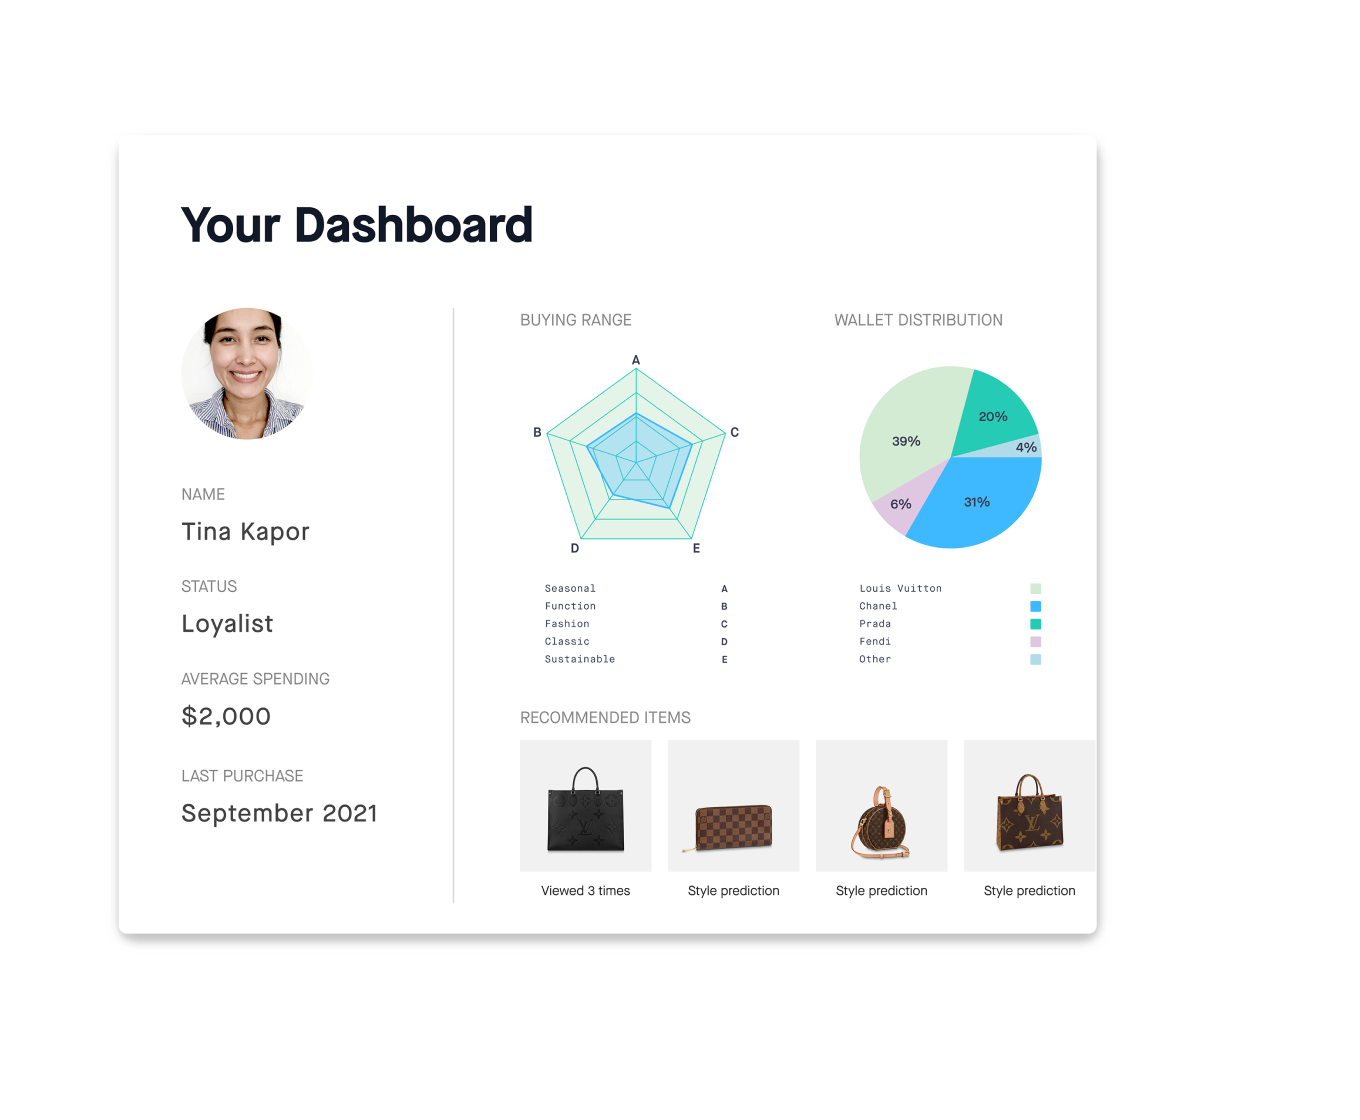 Your Dashboard
NAME
Tina Kapor
STATUS
Loyalist
AVERAGE SPENDING
$2,000
LAST PURCHASE
September 2021
BUYING RANGE
A
B
C
D
E
Seasonal A
Function B
Fashion C
Classic D
Sustainable E
WALLET DISTRIBUTION
20%
39%
4%
31%
6%
Louis Vuitton
Chanel
Prada
Fendi
Other
RECOMMENDED ITEMS
Viewed 3 times
Style prediction
Style prediction
Style prediction